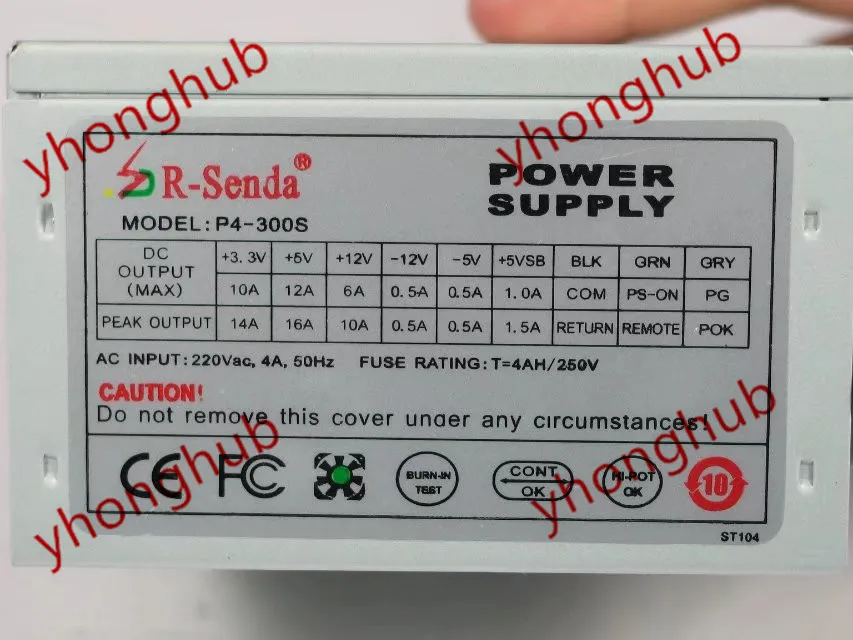 yhonghub
yhonghub
R-Senda®
POWER
SUPPLY
MODEL: P4-300S
DC OUTPUT (MAX) +3.3V +5V +12V -12V -5V +5VSB BLK GRN GRY
10A 12A 6A 0.5A 0.5A 1.0A COM PS-ON PG
PEAK OUTPUT 14A 16A 10A 0.5A 0.5A 1.5A RETURN REMOTE POK
AC INPUT: 220Vac, 4A, 50Hz FUSE RATING: T=4AH/250V
CAUTION!
Do not remove this cover under any circumstances!
yhonghub
yhonghub
CE FC BURN-IN TEST CONT OK HI-POT OK 10
ST104